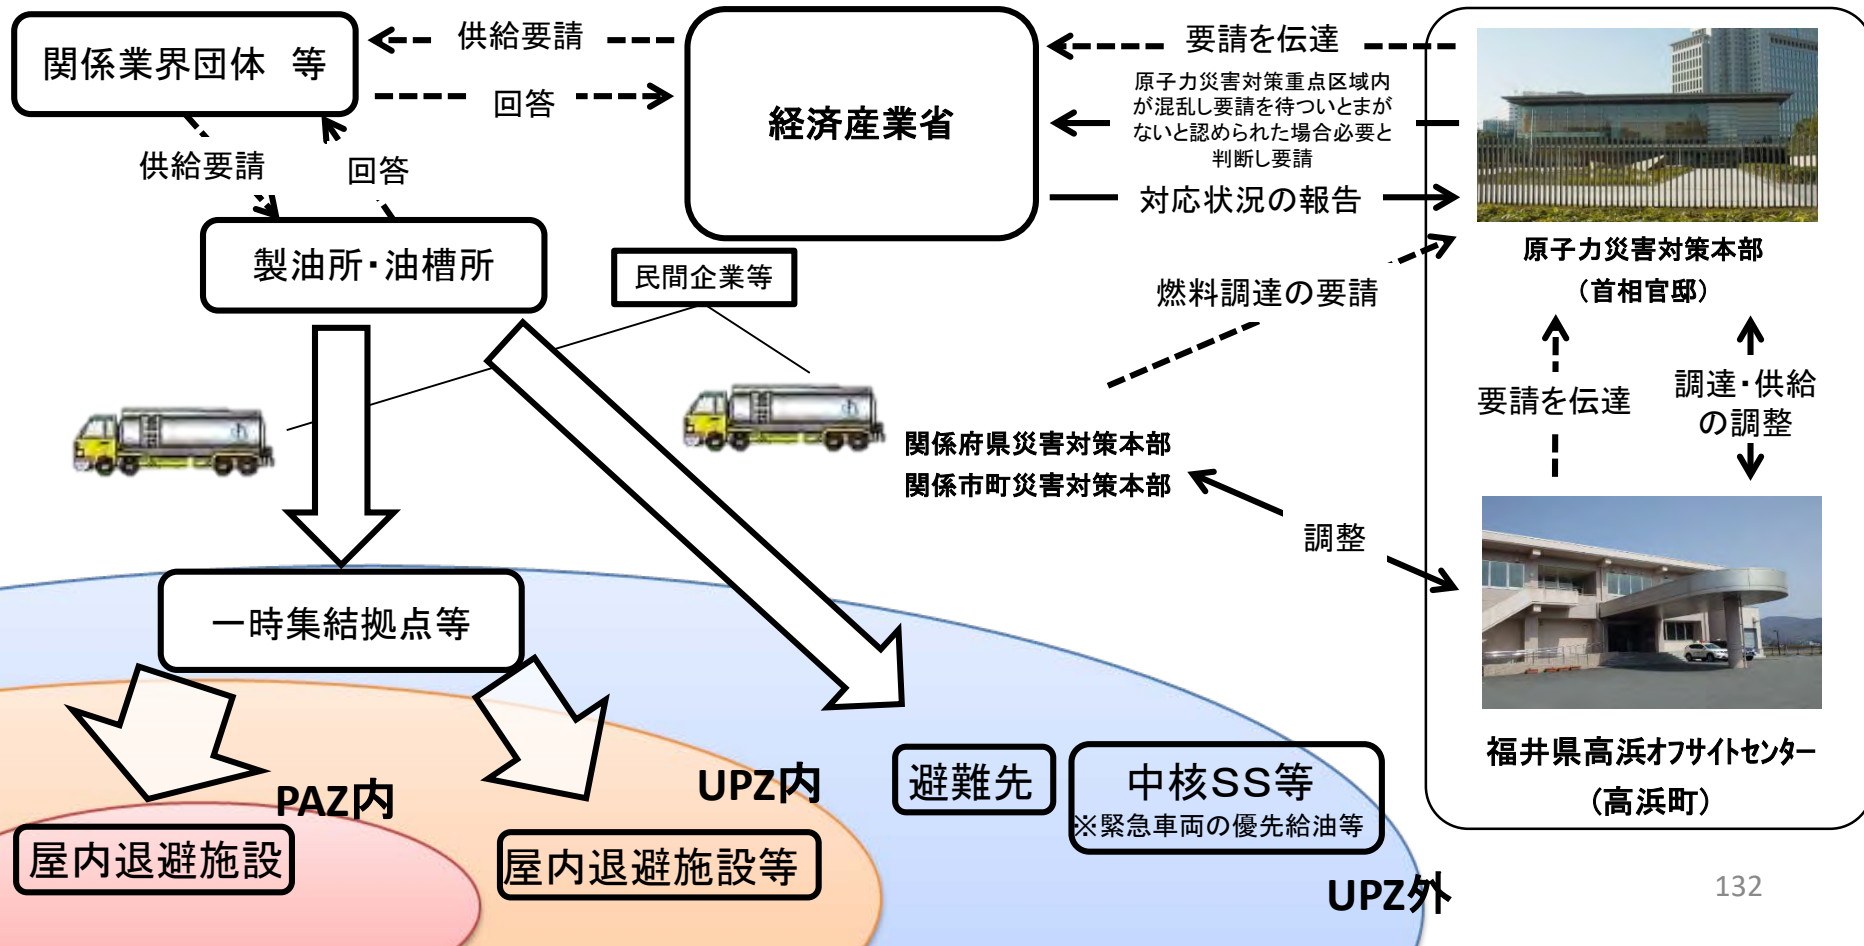 関係業界団体　等
供給要請
回答
経済産業省
要請を伝達
原子力災害対策重点区域内
が混乱し要請を待ついとまが
ないと認められた場合必要と
判断し要請
対応状況の報告
供給要請
回答
製油所・油槽所
民間企業等
燃料調達の要請
原子力災害対策本部
（首相官邸）
要請を伝達
調達・供給
の調整
関係府県災害対策本部
関係市町災害対策本部
調整
一時集結拠点等
福井県高浜オフサイトセンター
（高浜町）
PAZ内
UPZ内
避難先
中核SS等
※緊急車両の優先給油等
屋内退避施設
屋内退避施設等
UPZ外
132